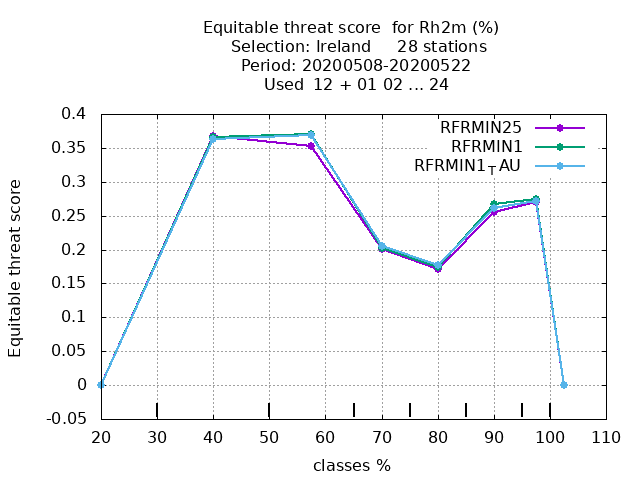 Equitable threat score  for Rh2m (%)
Selection: Ireland     28 stations
Period: 20200508-20200522
Used  12 + 01 02 ... 24
RFRMIN25
RFRMIN1
RFRMIN1TAU
Equitable threat score
0.4
0.35
0.3
0.25
0.2
0.15
0.1
0.05
0
-0.05
20 30 40 50 60 70 80 90 100 110
classes %